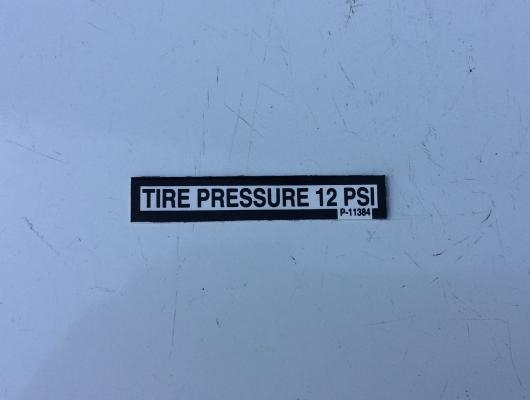 TIRE PRESSURE 12 PSI
P-11384